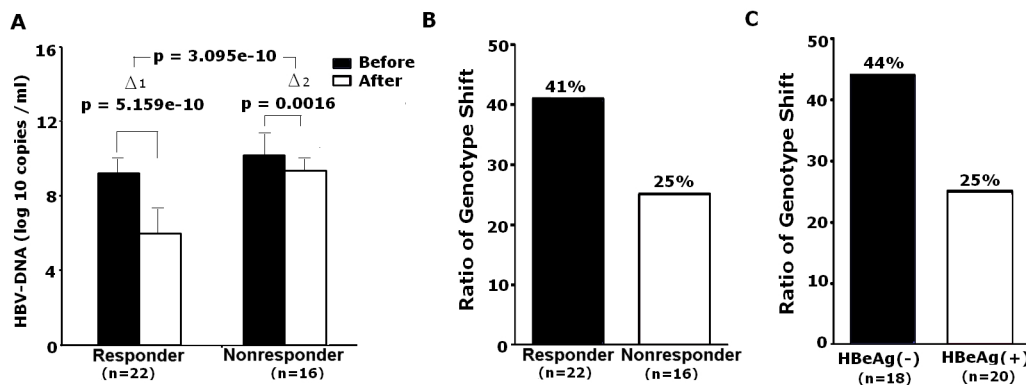 A
HBV-DNA (log 10 copies /ml)
16
12
8
4
0
p = 3.095e-10
Before
After
Δ1
Δ2
p = 5.159e-10
p = 0.0016
Responder
(n=22)
Nonresponder
(n=16)
B
Ratio of Genotype Shift
50
40
30
20
10
0
41%
25%
Responder
(n=22)
Nonresponder
(n=16)
C
Ratio of Genotype Shift
50
40
30
20
10
0
44%
25%
HBeAg(-)
(n=18)
HBeAg(+)
(n=20)